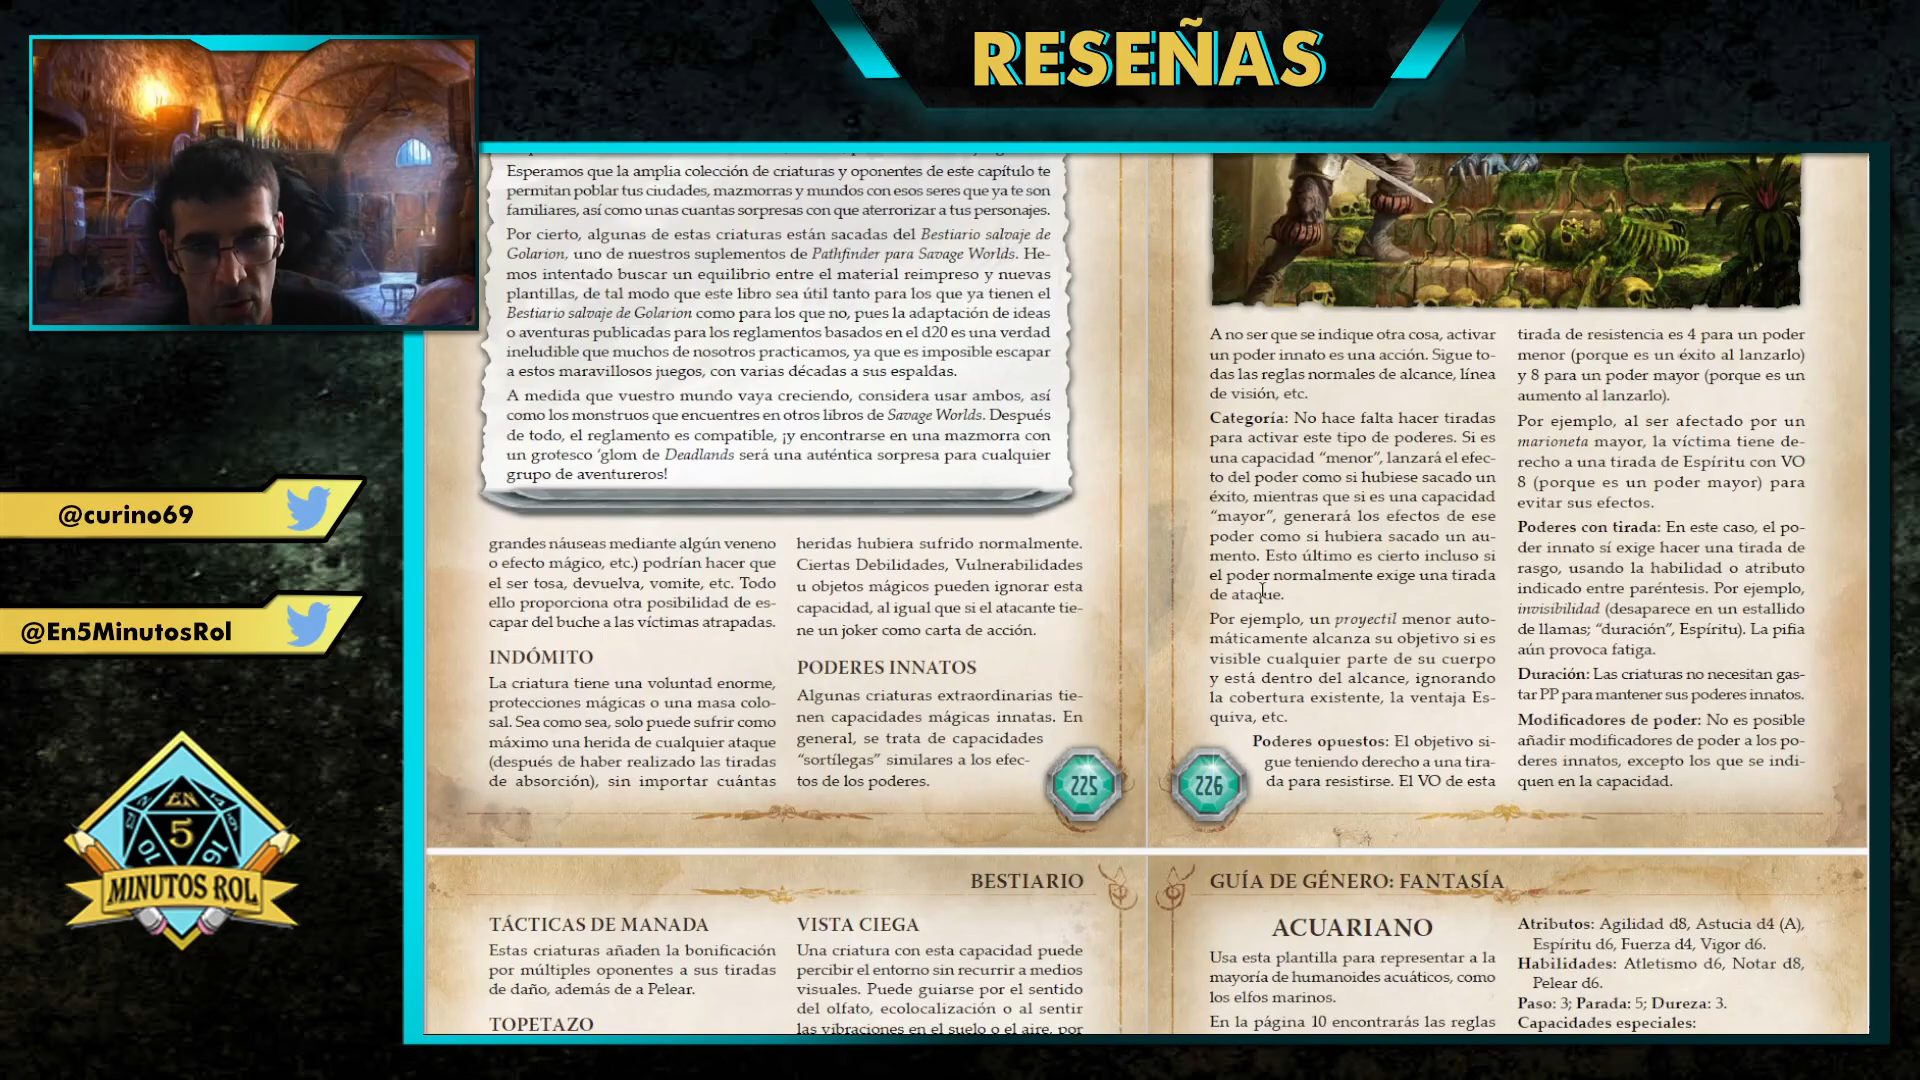 RESEÑAS
Esperamos que la amplia colección de criaturas y oponentes de este capítulo te
permitan poblar tus ciudades, mazmorras y mundos con esos seres que ya te son
familiares, así como unas cuantas sorpresas con que aterrorizar a tus personajes.
Por cierto, algunas de estas criaturas están sacadas del Bestiario salvaje de
Golarion, uno de nuestros suplementos de Pathfinder para Savage Worlds. He-
mos intentado buscar un equilibrio entre el material reimpreso y nuevas
plantillas, de tal modo que este libro sea útil tanto para los que ya tienen el
Bestiario salvaje de Golarion como para los que no, pues la adaptación de ideas
o aventuras publicadas para los reglamentos basados en el d20 es una verdad
ineludible que muchos de nosotros practicamos, ya que es imposible escapar
a estos maravillosos juegos, con varias décadas a sus espaldas.
A medida que vuestro mundo vaya creciendo, considera usar ambos, así
como los monstruos que encuentres en otros libros de Savage Worlds. Después
de todo, el reglamento es compatible, ¡y encontrarse en una mazmorra con
un grotesco 'glom de Deadlands será una auténtica sorpresa para cualquier
grupo de aventureros!
grandes náuseas mediante algún veneno
o efecto mágico, etc.) podrían hacer que
el ser tosa, devuelva, vomite, etc. Todo
ello proporciona otra posibilidad de es-
capar del buche a las víctimas atrapadas.
INDÓMITO
La criatura tiene una voluntad enorme,
protecciones mágicas o una masa colo-
sal. Sea como sea, solo puede sufrir como
máximo una herida de cualquier ataque
(después de haber realizado las tiradas
de absorción), sin importar cuántas
heridas hubiera sufrido normalmente.
Ciertas Debilidades, Vulnerabilidades
u objetos mágicos pueden ignorar esta
capacidad, al igual que si el atacante tie-
ne un joker como carta de acción.
PODERES INNATOS
Algunas criaturas extraordinarias tie-
nen capacidades mágicas innatas. En
general, se trata de capacidades
"sortílegas" similares a los efec-
tos de los poderes.
225
A no ser que se indique otra cosa, activar
un poder innato es una acción. Sigue to-
das las reglas normales de alcance, línea
de visión, etc.
Categoría: No hace falta hacer tiradas
para activar este tipo de poderes. Si es
una capacidad "menor", lanzará el efec-
to del poder como si hubiese sacado un
éxito, mientras que si es una capacidad
"mayor", generará los efectos de ese
poder como si hubiera sacado un au-
mento. Esto último es cierto incluso si
el poder normalmente exige una tirada
de ataque.
Por ejemplo, un proyectil menor auto-
máticamente alcanza su objetivo si es
visible cualquier parte de su cuerpo
y está dentro del alcance, ignorando
la cobertura existente, la ventaja Es-
quiva, etc.
Poderes opuestos: El objetivo si-
gue teniendo derecho a una tira-
da para resistirse. El VO de esta
226
tirada de resistencia es 4 para un poder
menor (porque es un éxito al lanzarlo)
y 8 para un poder mayor (porque es un
aumento al lanzarlo).
Por ejemplo, al ser afectado por un
marioneta mayor, la víctima tiene de-
recho a una tirada de Espíritu con VO
8 (porque es un poder mayor) para
evitar sus efectos.
Poderes con tirada: En este caso, el po-
der innato sí exige hacer una tirada de
rasgo, usando la habilidad o atributo
indicado entre paréntesis. Por ejemplo,
invisibilidad (desaparece en un estallido
de llamas; "duración", Espíritu). La pifia
aún provoca fatiga.
Duración: Las criaturas no necesitan gas-
tar PP para mantener sus poderes innatos.
Modificadores de poder: No es posible
añadir modificadores de poder a los po-
deres innatos, excepto los que se indi-
quen en la capacidad.
BESTIARIO
TÁCTICAS DE MANADA
Estas criaturas añaden la bonificación
por múltiples oponentes a sus tiradas
de daño, además de a Pelear.
TOPETAZO
VISTA CIEGA
Una criatura con esta capacidad puede
percibir el entorno sin recurrir a medios
visuales. Puede guiarse por el sentido
del olfato, ecolocalización o al sentir
las vibraciones en el suelo o el aire, por
GUÍA DE GÉNERO: FANTASÍA
ACUARIANO
Usa esta plantilla para representar a la
mayoría de humanoides acuáticos, como
los elfos marinos.
En la página 10 encontrarás las reglas
Atributos: Agilidad d8, Astucia d4 (A),
Espíritu d6, Fuerza d4, Vigor d6.
Habilidades: Atletismo d6, Notar d8,
Pelear d6.
Paso: 3; Parada: 5; Dureza: 3.
Capacidades especiales:
@curino69
@En5MinutosRol
EN
5
10
16
MINUTOS ROL